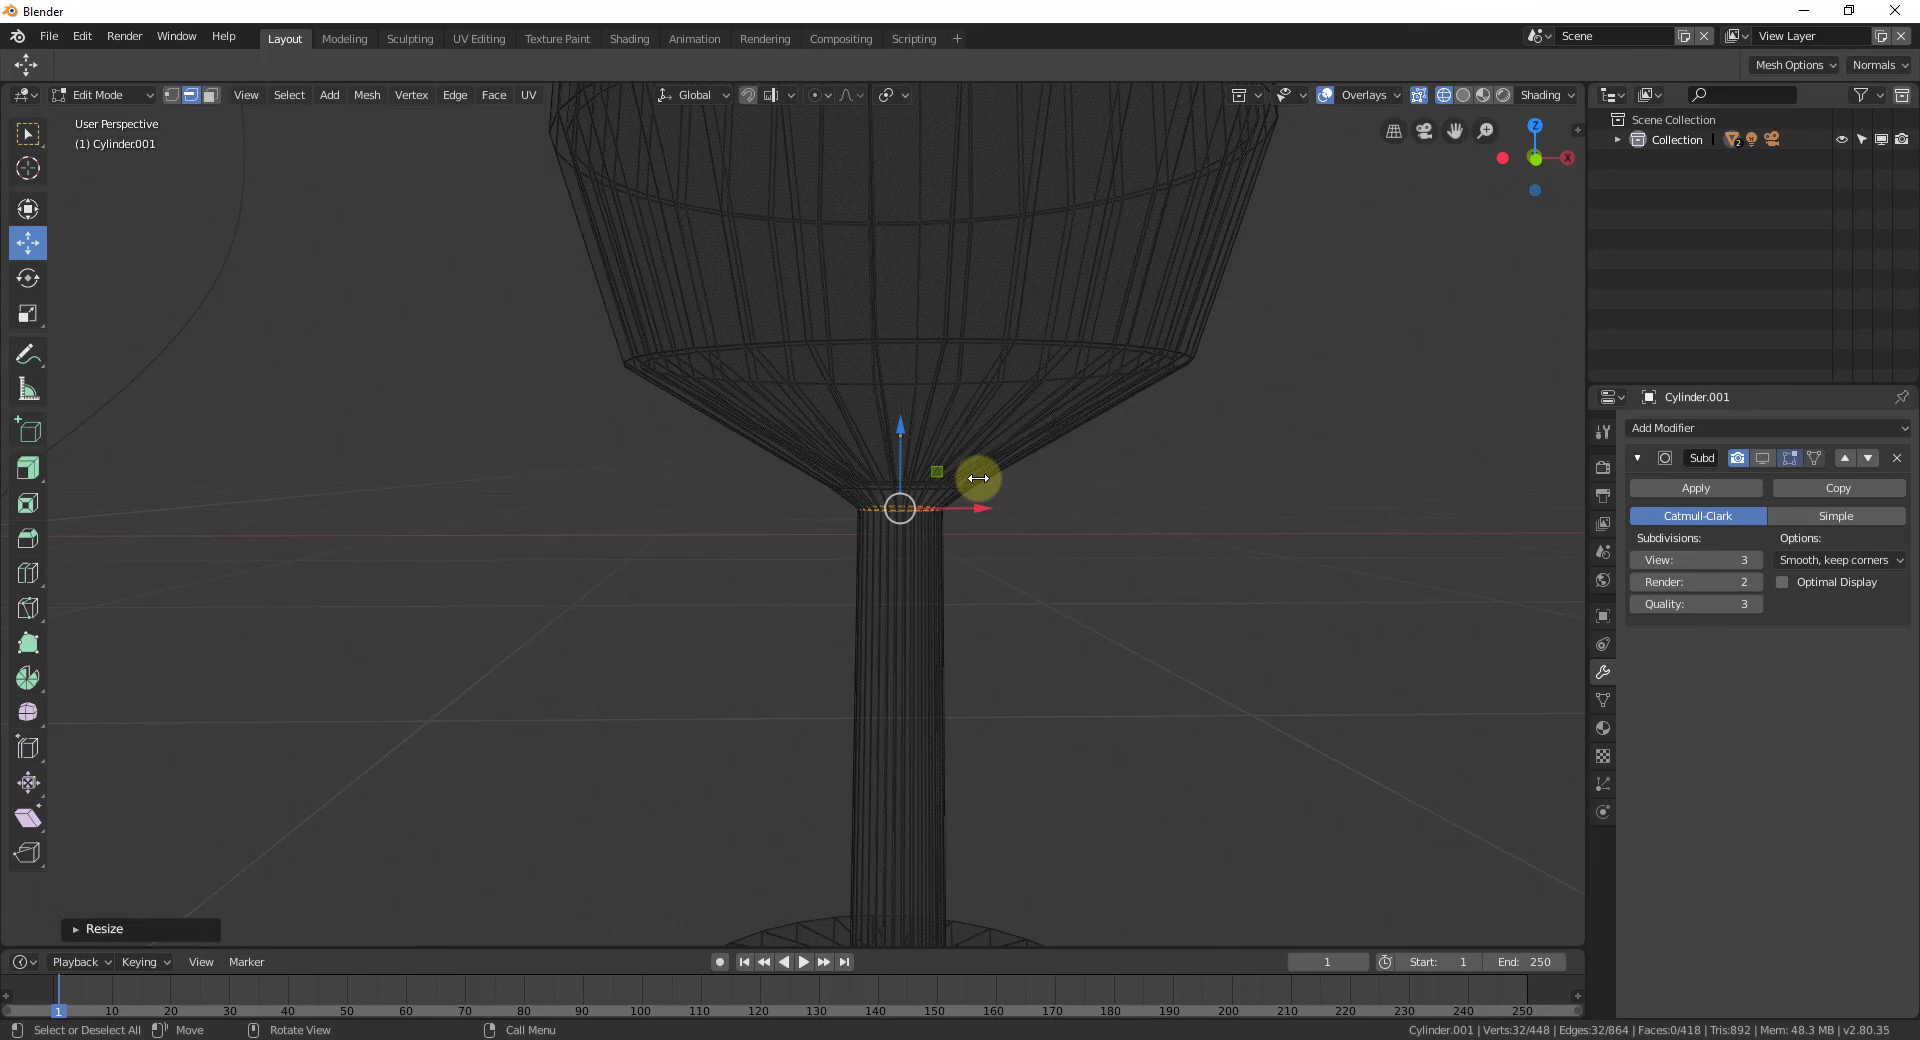 Blender
File Edit Render Window Help
Layout Modeling Sculpting UV Editing Texture Paint Shading Animation Rendering Compositing Scripting +
Scene
View Layer
Mesh Options Normals
Edit Mode View Select Add Mesh Vertex Edge Face UV
Global
Overlays
Shading
User Perspective
(1) Cylinder.001
Z
X
Scene Collection
Collection
2
Cylinder.001
Add Modifier
Subd
Apply Copy
Catmull-Clark Simple
Subdivisions: Options:
View: 3 Smooth, keep corners
Render: 2 Optimal Display
Quality: 3
Resize
Playback Keying View Marker
1
Start: 1 End: 250
1 10 20 30 40 50 60 70 80 90 100 110 120 130 140 150 160 170 180 190 200 210 220 230 240 250
Select or Deselect All Move Rotate View Call Menu
Cylinder.001 | Verts:32/448 | Edges:32/864 | Faces:0/418 | Tris:892 | Mem: 48.3 MB | v2.80.35